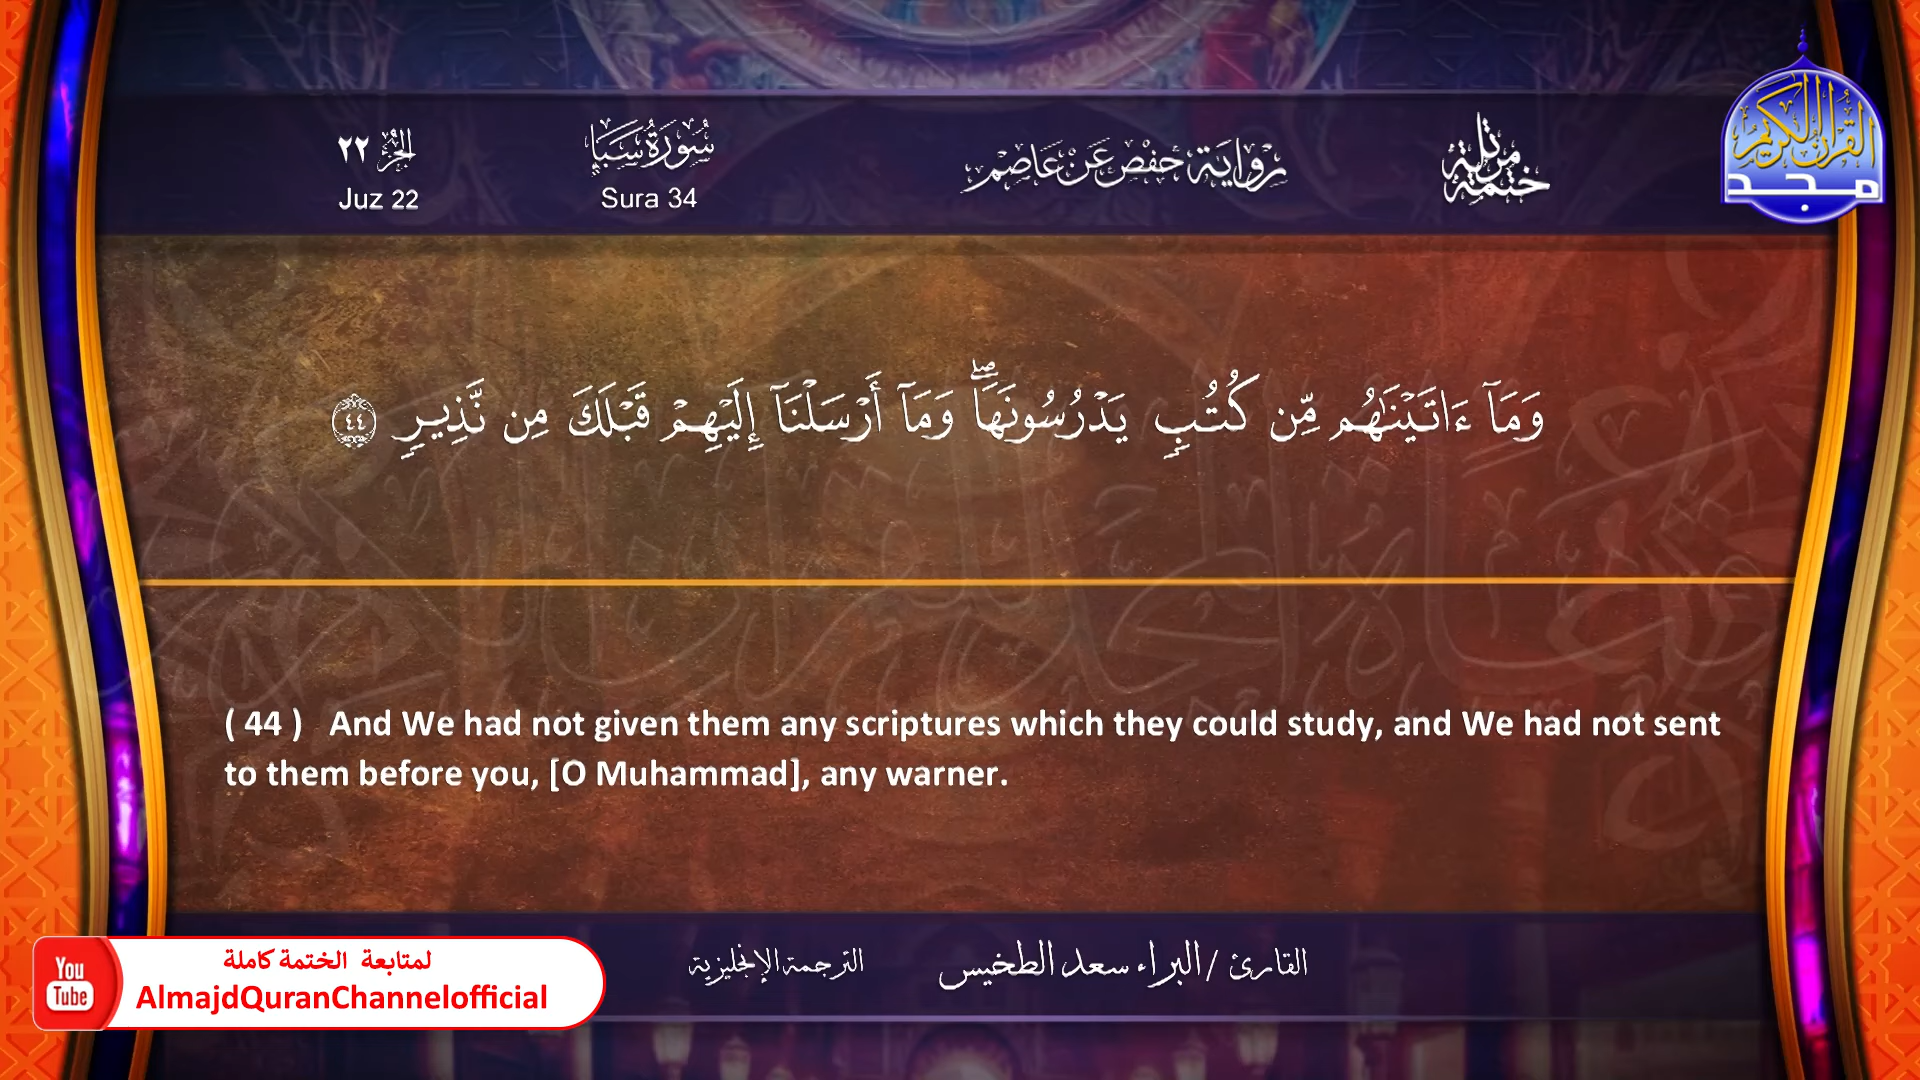 القرآن الكريم
مجد
ختمة مرتلة
رواية حفص عن عاصم
سُورَةُ سَبَإٍ
Sura 34
الجزء ٢٢
Juz 22
وَمَآ ءَاتَيْنَٰهُم مِّن كُتُبٍۢ يَدْرُسُونَهَا ۖ وَمَآ أَرْسَلْنَآ إِلَيْهِمْ قَبْلَكَ مِن نَّذِيرٍۢ ٤٤
( 44 ) And We had not given them any scriptures which they could study, and We had not sent
to them before you, [O Muhammad], any warner.
القارئ / البراء سعد الطخيس
الترجمة الإنجليزية
You
Tube
لمتابعة الختمة كاملة
AlmajdQuranChannelofficial